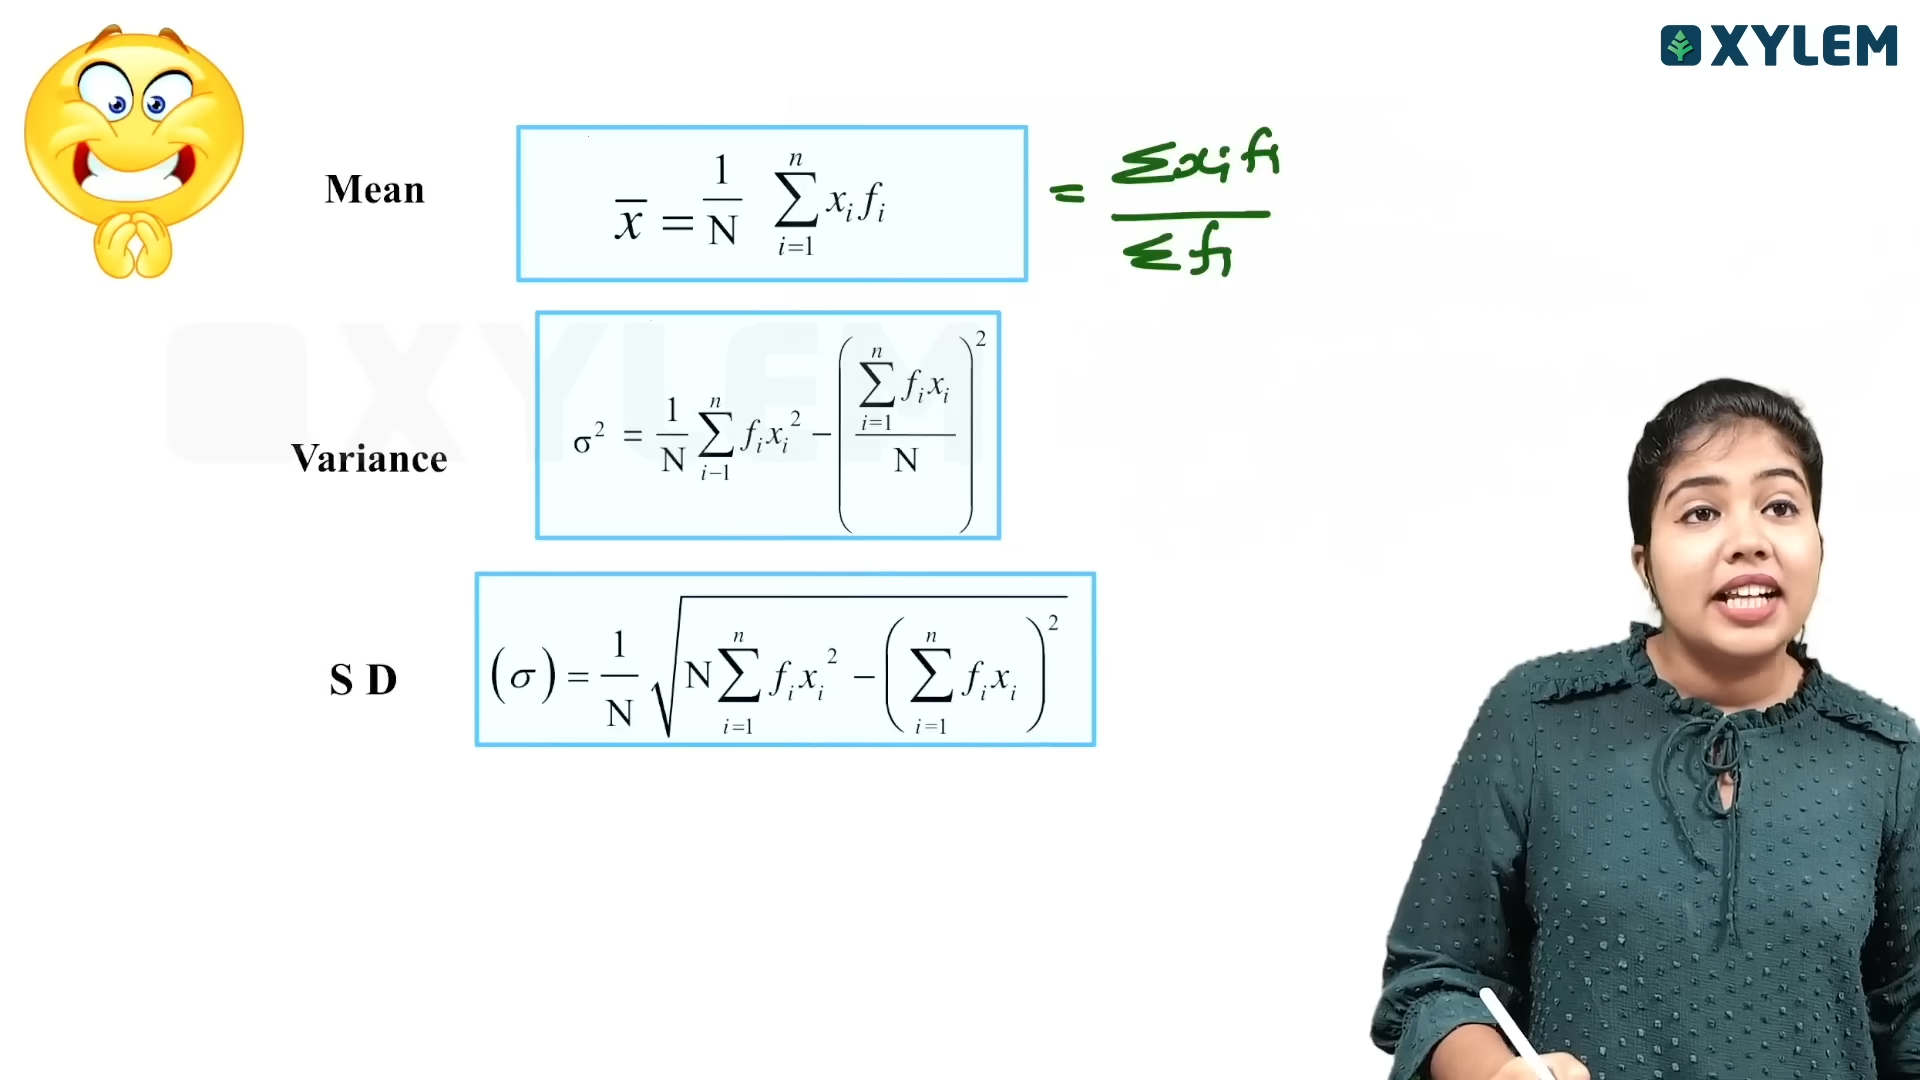 XYLEM
Mean
x̄ = 1/N ∑_{i=1}^{n} x_i f_i = ∑x_i f_i / ∑f_i
Variance
σ² = 1/N ∑_{i−1}^{n} f_i x_i² − (∑_{i=1}^{n} f_i x_i / N)²
S D
(σ) = 1/N √(N ∑_{i=1}^{n} f_i x_i² − (∑_{i=1}^{n} f_i x_i)²)